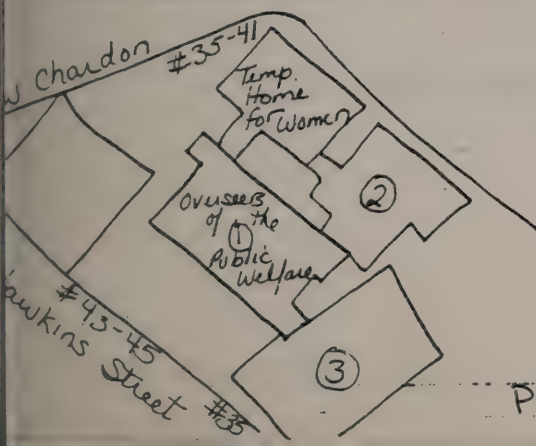 Chardon
#35-41
Temp.
Home
for Women
②
Overseers
of the
①
Public
Welfare
#43-45
awkins Street
#35
③
P